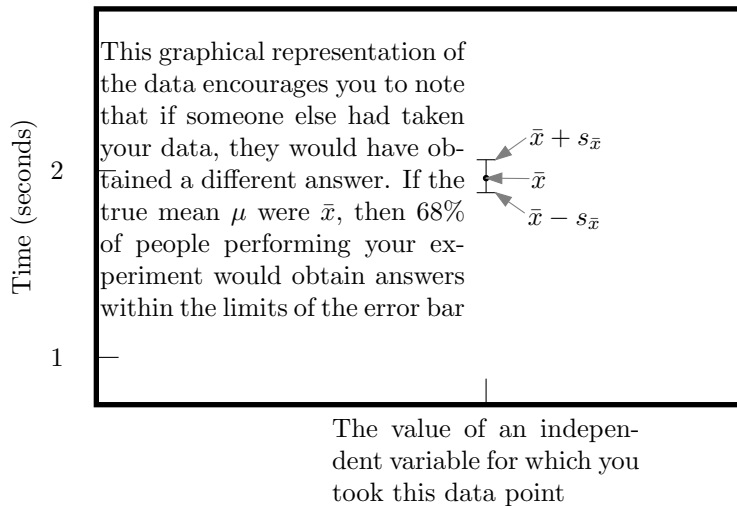 This graphical representation of
the data encourages you to note
that if someone else had taken
your data, they would have ob-
tained a different answer. If the
true mean μ were x̄, then 68%
of people performing your ex-
periment would obtain answers
within the limits of the error bar
x̄ + s_x̄
x̄
x̄ − s_x̄
Time (seconds)
2
1
The value of an indepen-
dent variable for which you
took this data point